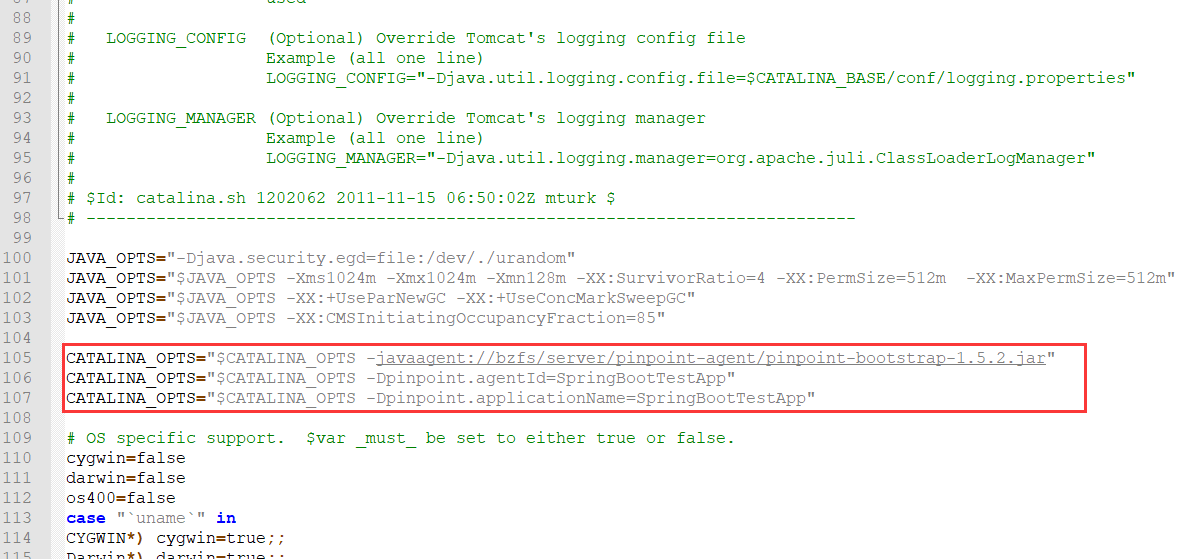 87 # used
88 #
89 #   LOGGING_CONFIG  (Optional) Override Tomcat's logging config file
90 #                   Example (all one line)
91 #                   LOGGING_CONFIG="-Djava.util.logging.config.file=$CATALINA_BASE/conf/logging.properties"
92 #
93 #   LOGGING_MANAGER (Optional) Override Tomcat's logging manager
94 #                   Example (all one line)
95 #                   LOGGING_MANAGER="-Djava.util.logging.manager=org.apache.juli.ClassLoaderLogManager"
96 #
97 # $Id: catalina.sh 1202062 2011-11-15 06:50:02Z mturk $
98 # -----------------------------------------------------------------------------
99
100 JAVA_OPTS="-Djava.security.egd=file:/dev/./urandom"
101 JAVA_OPTS="$JAVA_OPTS -Xms1024m -Xmx1024m -Xmn128m -XX:SurvivorRatio=4 -XX:PermSize=512m  -XX:MaxPermSize=512m"
102 JAVA_OPTS="$JAVA_OPTS -XX:+UseParNewGC -XX:+UseConcMarkSweepGC"
103 JAVA_OPTS="$JAVA_OPTS -XX:CMSInitiatingOccupancyFraction=85"
104
105 CATALINA_OPTS="$CATALINA_OPTS -javaagent://bzfs/server/pinpoint-agent/pinpoint-bootstrap-1.5.2.jar"
106 CATALINA_OPTS="$CATALINA_OPTS -Dpinpoint.agentId=SpringBootTestApp"
107 CATALINA_OPTS="$CATALINA_OPTS -Dpinpoint.applicationName=SpringBootTestApp"
108
109 # OS specific support.  $var _must_ be set to either true or false.
110 cygwin=false
111 darwin=false
112 os400=false
113 case "`uname`" in
114 CYGWIN*) cygwin=true;;
115 Darwin*) darwin=true;;